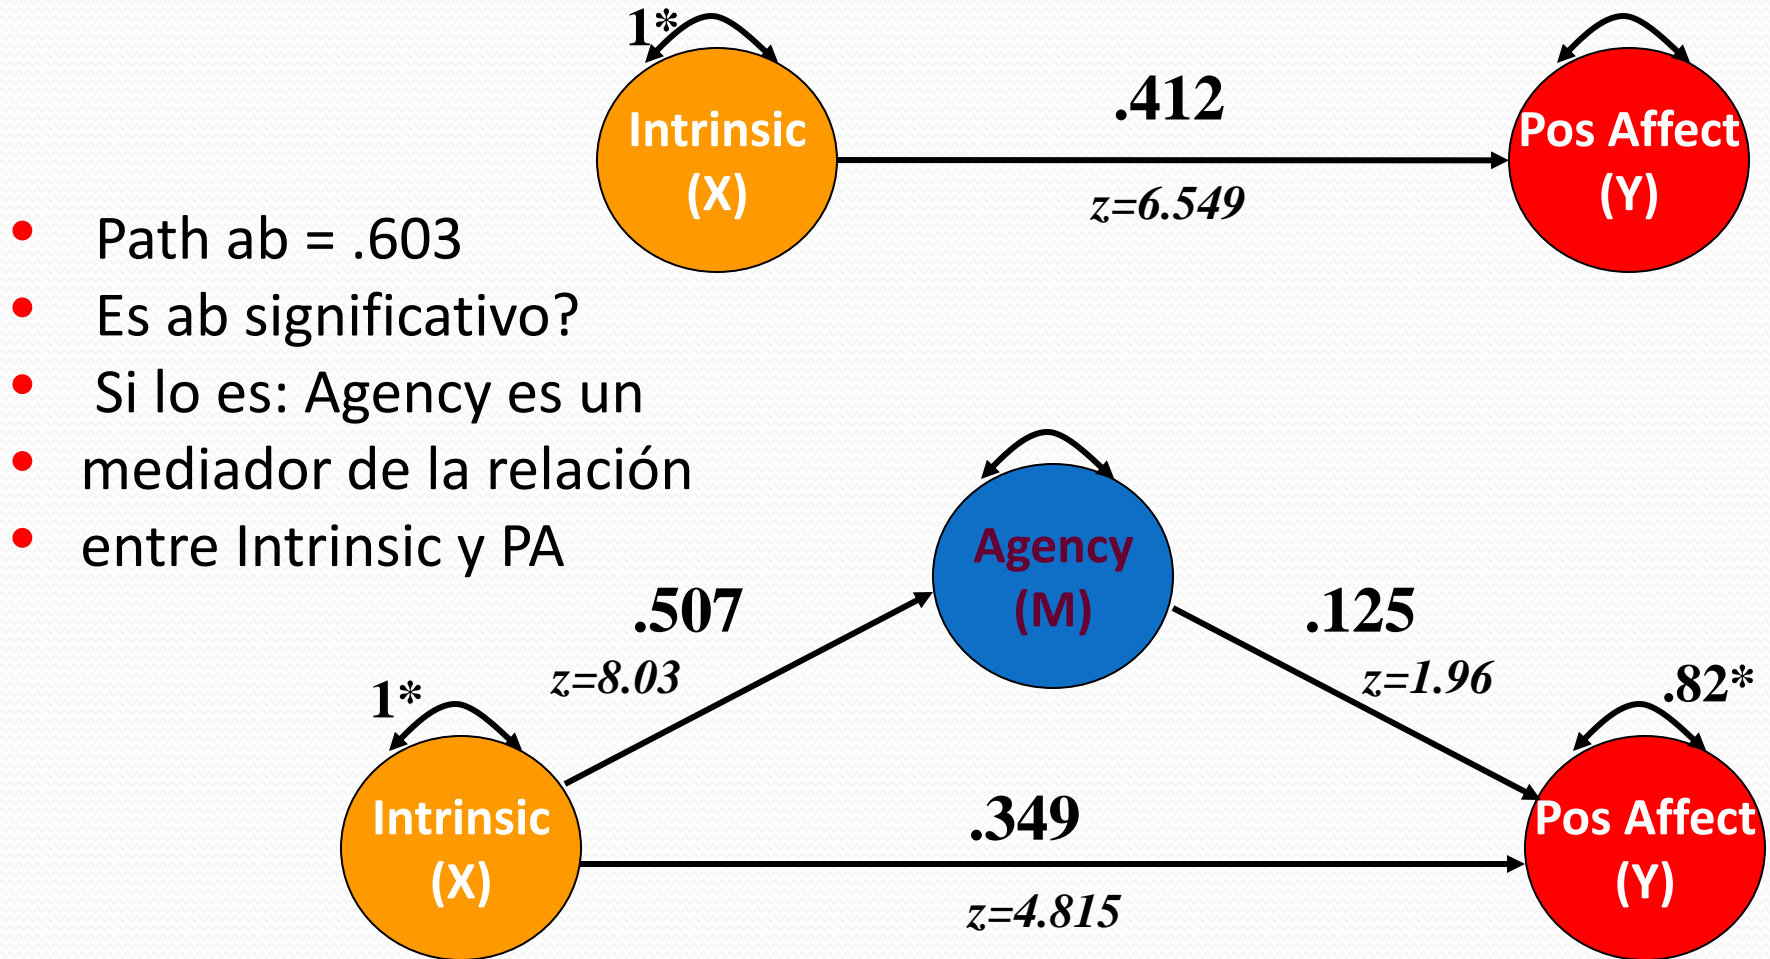 1*
Intrinsic
(X)
.412
z=6.549
Pos Affect
(Y)
• Path ab = .603
• Es ab significativo?
• Si lo es: Agency es un
• mediador de la relación
• entre Intrinsic y PA
Agency
(M)
.507
z=8.03
.125
z=1.96
1*
.82*
Intrinsic
(X)
.349
z=4.815
Pos Affect
(Y)